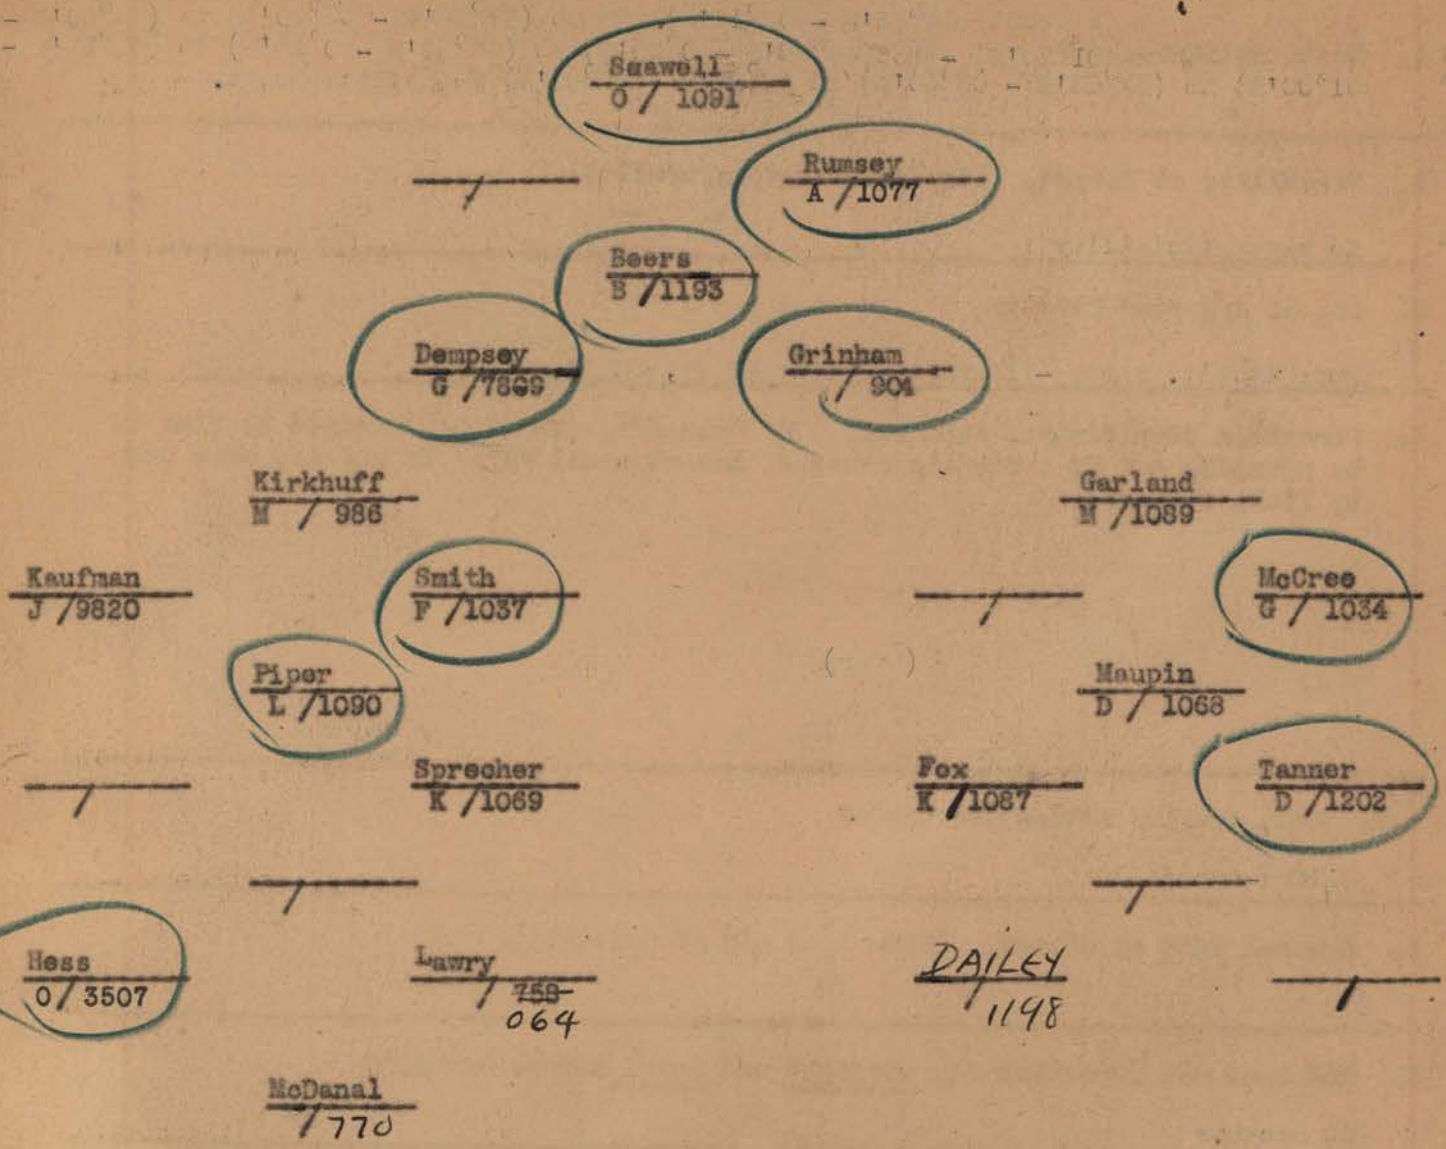 Seawell
O / 1091
/
Rumsey
A /1077
Beers
B /1193
Dempsey
G /7869
Grinham
/ 904
Kirkhuff
M / 986
Garland
M /1089
Kaufman
J /9820
Smith
F /1037
/
McCree
G / 1034
Piper
L /1090
Maupin
D / 1068
/
Sprecher
K /1069
Fox
K /1087
Tanner
D /1202
/
/
Hess
O/ 3507
Lawry
/ 758
064
DAILEY
/ 1198
/
McDanal
/770